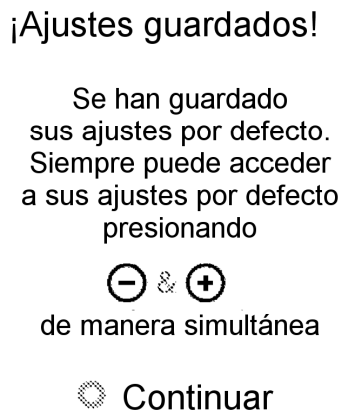 ¡Ajustes guardados!
Se han guardado
sus ajustes por defecto.
Siempre puede acceder
a sus ajustes por defecto
presionando
- & +
de manera simultánea
Continuar